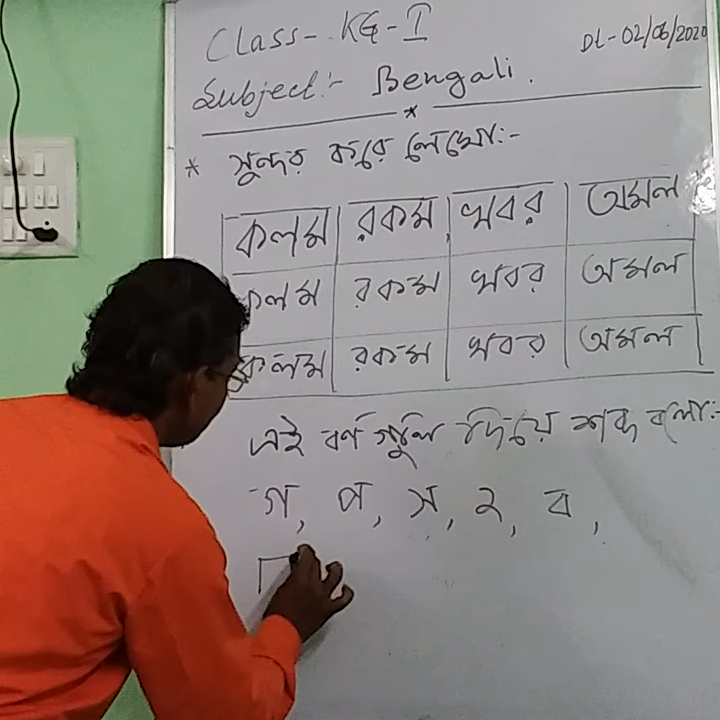 Class- KG-I
Dt-02/06/2020
Subject:- Bengali.
*
* সুন্দর করে লেখো:-
কলম রকম খবর অমল
কলম রকম খবর অমল
কলম রকম খবর অমল
এই বর্ণ গুলি দিয়ে শব্দ বলো:-
গ, প, স, হ, ব,